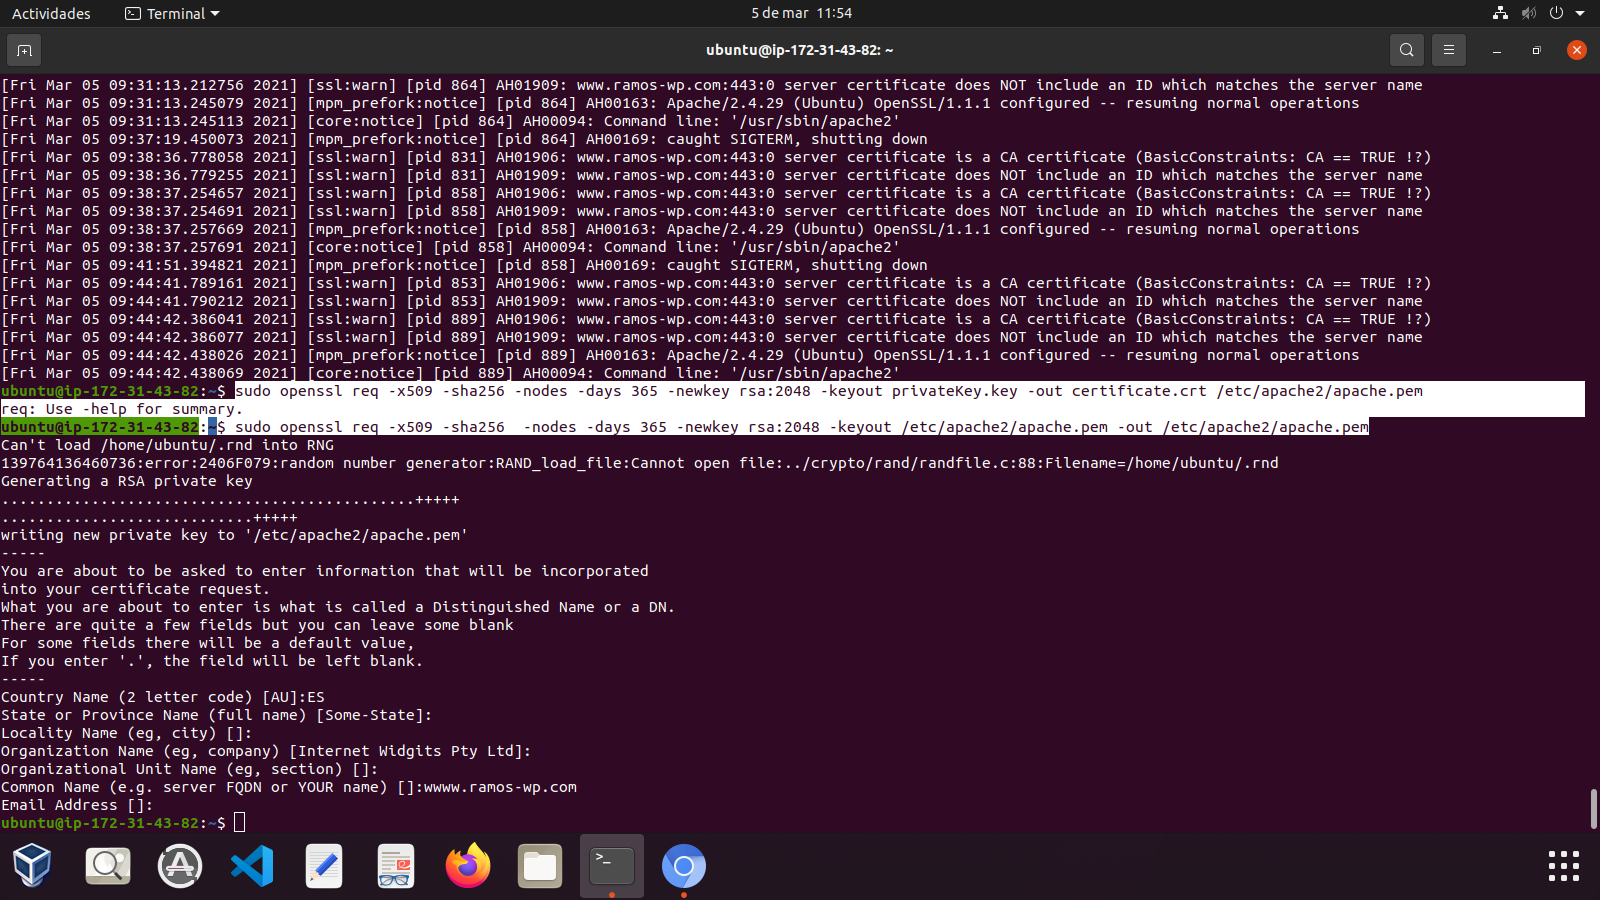 Actividades Terminal 5 de mar 11:54
ubuntu@ip-172-31-43-82: ~
[Fri Mar 05 09:31:13.212756 2021] [ssl:warn] [pid 864] AH01909: www.ramos-wp.com:443:0 server certificate does NOT include an ID which matches the server name
[Fri Mar 05 09:31:13.245079 2021] [mpm_prefork:notice] [pid 864] AH00163: Apache/2.4.29 (Ubuntu) OpenSSL/1.1.1 configured -- resuming normal operations
[Fri Mar 05 09:31:13.245113 2021] [core:notice] [pid 864] AH00094: Command line: '/usr/sbin/apache2'
[Fri Mar 05 09:37:19.450073 2021] [mpm_prefork:notice] [pid 864] AH00169: caught SIGTERM, shutting down
[Fri Mar 05 09:38:36.778058 2021] [ssl:warn] [pid 831] AH01906: www.ramos-wp.com:443:0 server certificate is a CA certificate (BasicConstraints: CA == TRUE !?)
[Fri Mar 05 09:38:36.779255 2021] [ssl:warn] [pid 831] AH01909: www.ramos-wp.com:443:0 server certificate does NOT include an ID which matches the server name
[Fri Mar 05 09:38:37.254657 2021] [ssl:warn] [pid 858] AH01906: www.ramos-wp.com:443:0 server certificate is a CA certificate (BasicConstraints: CA == TRUE !?)
[Fri Mar 05 09:38:37.254691 2021] [ssl:warn] [pid 858] AH01909: www.ramos-wp.com:443:0 server certificate does NOT include an ID which matches the server name
[Fri Mar 05 09:38:37.257669 2021] [mpm_prefork:notice] [pid 858] AH00163: Apache/2.4.29 (Ubuntu) OpenSSL/1.1.1 configured -- resuming normal operations
[Fri Mar 05 09:38:37.257691 2021] [core:notice] [pid 858] AH00094: Command line: '/usr/sbin/apache2'
[Fri Mar 05 09:41:51.394821 2021] [mpm_prefork:notice] [pid 858] AH00169: caught SIGTERM, shutting down
[Fri Mar 05 09:44:41.789161 2021] [ssl:warn] [pid 853] AH01906: www.ramos-wp.com:443:0 server certificate is a CA certificate (BasicConstraints: CA == TRUE !?)
[Fri Mar 05 09:44:41.790212 2021] [ssl:warn] [pid 853] AH01909: www.ramos-wp.com:443:0 server certificate does NOT include an ID which matches the server name
[Fri Mar 05 09:44:42.386041 2021] [ssl:warn] [pid 889] AH01906: www.ramos-wp.com:443:0 server certificate is a CA certificate (BasicConstraints: CA == TRUE !?)
[Fri Mar 05 09:44:42.386077 2021] [ssl:warn] [pid 889] AH01909: www.ramos-wp.com:443:0 server certificate does NOT include an ID which matches the server name
[Fri Mar 05 09:44:42.438026 2021] [mpm_prefork:notice] [pid 889] AH00163: Apache/2.4.29 (Ubuntu) OpenSSL/1.1.1 configured -- resuming normal operations
[Fri Mar 05 09:44:42.438069 2021] [core:notice] [pid 889] AH00094: Command line: '/usr/sbin/apache2'
ubuntu@ip-172-31-43-82:~$ sudo openssl req -x509 -sha256 -nodes -days 365 -newkey rsa:2048 -keyout privateKey.key -out certificate.crt /etc/apache2/apache.pem
req: Use -help for summary.
ubuntu@ip-172-31-43-82:~$ sudo openssl req -x509 -sha256  -nodes -days 365 -newkey rsa:2048 -keyout /etc/apache2/apache.pem -out /etc/apache2/apache.pem
Can't load /home/ubuntu/.rnd into RNG
139764136460736:error:2406F079:random number generator:RAND_load_file:Cannot open file:../crypto/rand/randfile.c:88:Filename=/home/ubuntu/.rnd
Generating a RSA private key
..............................................+++++
............................+++++
writing new private key to '/etc/apache2/apache.pem'
-----
You are about to be asked to enter information that will be incorporated
into your certificate request.
What you are about to enter is what is called a Distinguished Name or a DN.
There are quite a few fields but you can leave some blank
For some fields there will be a default value,
If you enter '.', the field will be left blank.
-----
Country Name (2 letter code) [AU]:ES
State or Province Name (full name) [Some-State]:
Locality Name (eg, city) []:
Organization Name (eg, company) [Internet Widgits Pty Ltd]:
Organizational Unit Name (eg, section) []:
Common Name (e.g. server FQDN or YOUR name) []:wwww.ramos-wp.com
Email Address []:
ubuntu@ip-172-31-43-82:~$